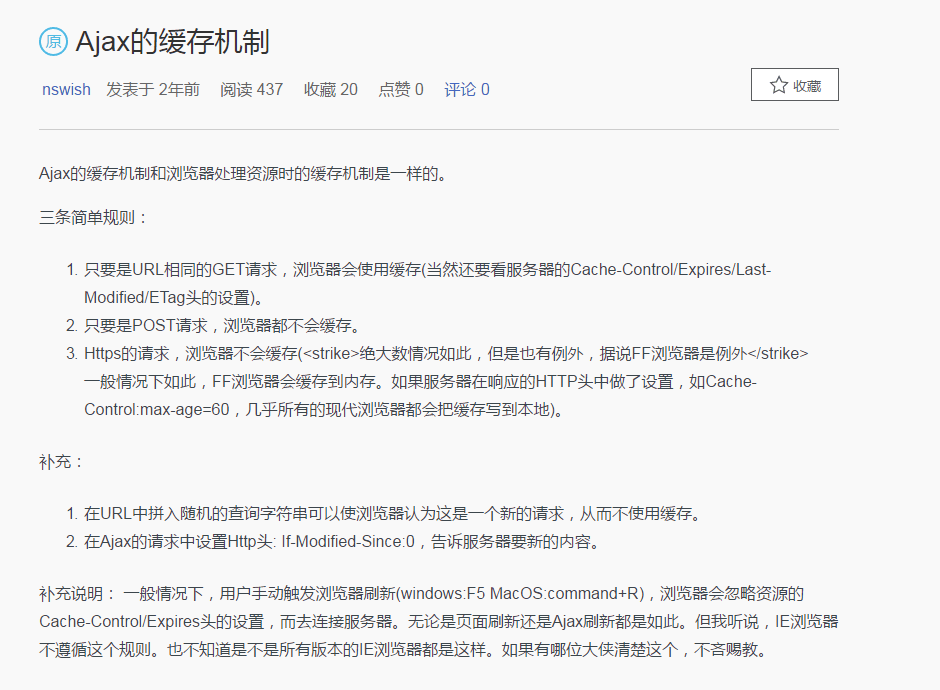 原 Ajax的缓存机制
nswish 发表于 2年前 阅读 437 收藏 20 点赞 0 评论 0
收藏
Ajax的缓存机制和浏览器处理资源时的缓存机制是一样的。
三条简单规则：
1. 只要是URL相同的GET请求，浏览器会使用缓存(当然还要看服务器的Cache-Control/Expires/Last-
Modified/ETag头的设置)。
2. 只要是POST请求，浏览器都不会缓存。
3. Https的请求，浏览器不会缓存(<strike>绝大数情况如此，但是也有例外，据说FF浏览器是例外</strike>
一般情况下如此，FF浏览器会缓存到内存。如果服务器在响应的HTTP头中做了设置，如Cache-
Control:max-age=60，几乎所有的现代浏览器都会把缓存写到本地)。
补充：
1. 在URL中拼入随机的查询字符串可以使浏览器认为这是一个新的请求，从而不使用缓存。
2. 在Ajax的请求中设置Http头: If-Modified-Since:0，告诉服务器要新的内容。
补充说明： 一般情况下，用户手动触发浏览器刷新(windows:F5 MacOS:command+R)，浏览器会忽略资源的
Cache-Control/Expires头的设置，而去连接服务器。无论是页面刷新还是Ajax刷新都是如此。但我听说，IE浏览器
不遵循这个规则。也不知道是不是所有版本的IE浏览器都是这样。如果有哪位大侠清楚这个，不吝赐教。